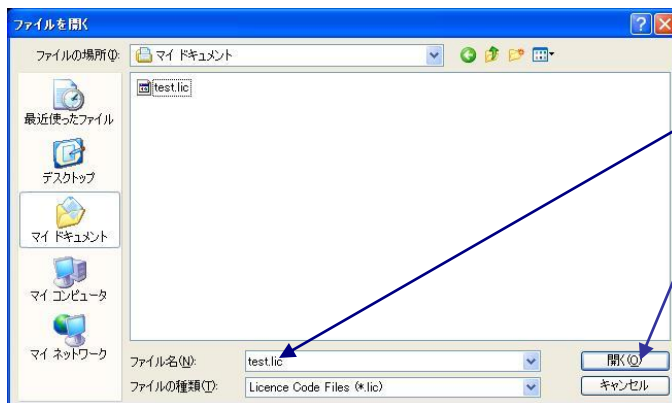 ファイルを開く
ファイルの場所(I):
マイ ドキュメント
test.lic
最近使ったファイル
デスクトップ
マイ ドキュメント
マイ コンピュータ
マイ ネットワーク
ファイル名(N):
test.lic
開く(O)
ファイルの種類(T):
Licence Code Files (*.lic)
キャンセル